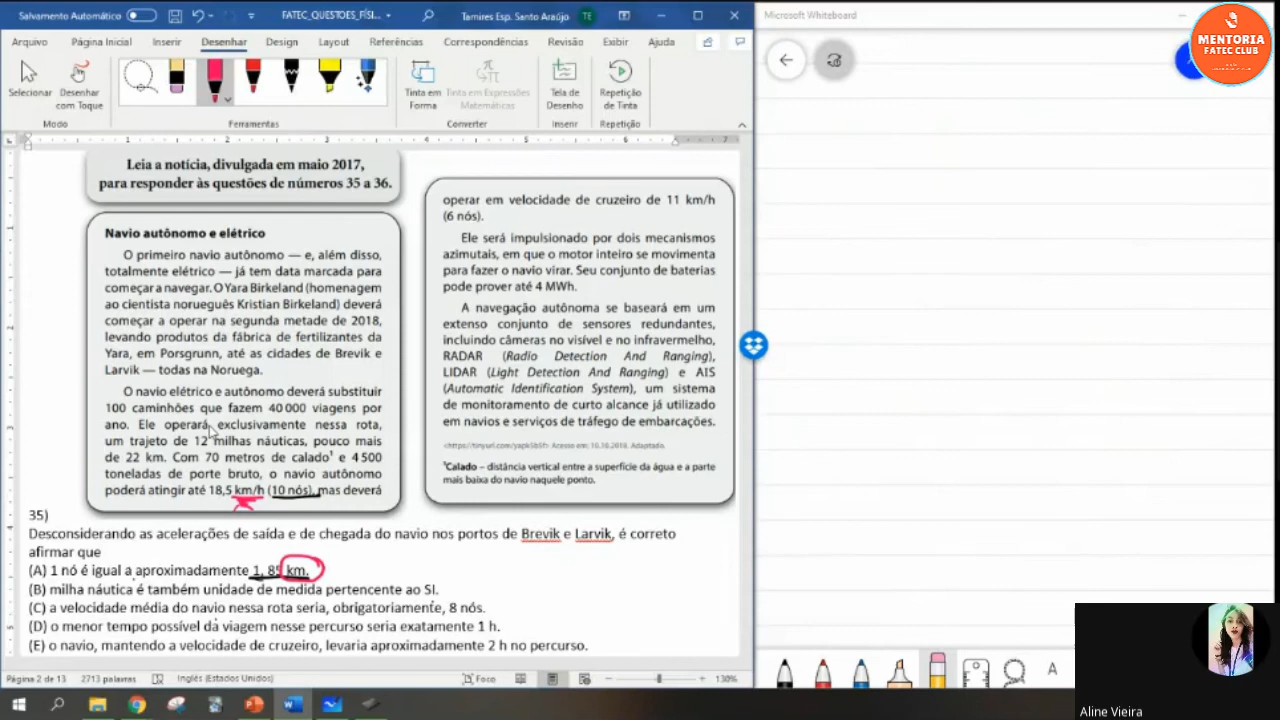 Salvamento Automático
FATEC_QUESTOES_FÍSI...
Tamires Esp. Santo Araújo
TE
Microsoft Whiteboard
MENTORIA
FATEC CLUB
Arquivo
Página Inicial
Inserir
Desenhar
Design
Layout
Referências
Correspondências
Revisão
Exibir
Ajuda
Selecionar
Desenhar
com Toque
Tinta em
Forma
Tinta em Expressões
Matemáticas
Tela de
Desenho
Repetição
de Tinta
Modo
Ferramentas
Converter
Inserir
Repetição
1 2 3 4 5 6 7
Leia a notícia, divulgada em maio 2017,
para responder às questões de números 35 a 36.
Navio autônomo e elétrico
O primeiro navio autônomo — e, além disso,
totalmente elétrico — já tem data marcada para
começar a navegar. O Yara Birkeland (homenagem
ao cientista norueguês Kristian Birkeland) deverá
começar a operar na segunda metade de 2018,
levando produtos da fábrica de fertilizantes da
Yara, em Porsgrunn, até as cidades de Brevik e
Larvik — todas na Noruega.
O navio elétrico e autônomo deverá substituir
100 caminhões que fazem 40 000 viagens por
ano. Ele operará exclusivamente nessa rota,
um trajeto de 12 milhas náuticas, pouco mais
de 22 km. Com 70 metros de calado¹ e 4 500
toneladas de porte bruto, o navio autônomo
poderá atingir até 18,5 km/h (10 nós), mas deverá
operar em velocidade de cruzeiro de 11 km/h
(6 nós).
Ele será impulsionado por dois mecanismos
azimutais, em que o motor inteiro se movimenta
para fazer o navio virar. Seu conjunto de baterias
pode prover até 4 MWh.
A navegação autônoma se baseará em um
extenso conjunto de sensores redundantes,
incluindo câmeras no visível e no infravermelho,
RADAR (Radio Detection And Ranging),
LIDAR (Light Detection And Ranging) e AIS
(Automatic Identification System), um sistema
de monitoramento de curto alcance já utilizado
em navios e serviços de tráfego de embarcações.
Acesso em: 10.10.2018. Adaptado.
¹Calado – distância vertical entre a superfície da água e a parte
mais baixa do navio naquele ponto.
35)
Desconsiderando as acelerações de saída e de chegada do navio nos portos de Brevik e Larvik, é correto
afirmar que
(A) 1 nó é igual a aproximadamente 1, 85 km.
(B) milha náutica é também unidade de medida pertencente ao SI.
(C) a velocidade média do navio nessa rota seria, obrigatoriamente, 8 nós.
(D) o menor tempo possível da viagem nesse percurso seria exatamente 1 h.
(E) o navio, mantendo a velocidade de cruzeiro, levaria aproximadamente 2 h no percurso.
Página 2 de 13
2713 palavras
Inglês (Estados Unidos)
Foco
130%
A
Aline Vieira